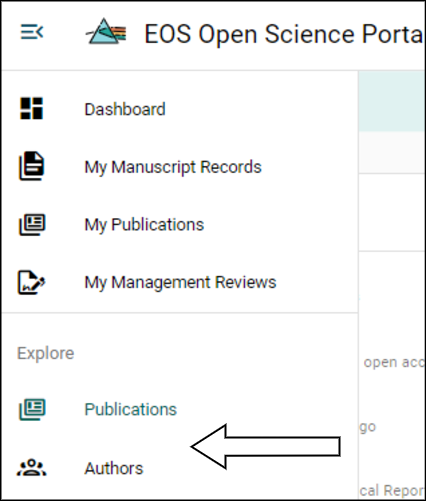 EOS Open Science Porta
Dashboard
My Manuscript Records
My Publications
My Management Reviews
Explore
open acc
Publications
go
Authors
cal Repor